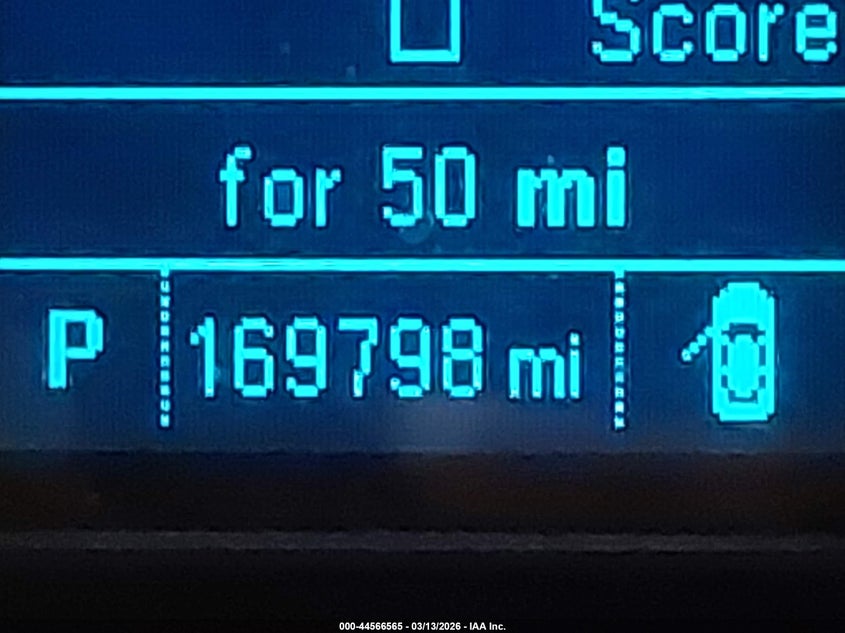 Score
for 50 mi
P 169798 mi
000-44566565 - 03/13/2026 - IAA Inc.